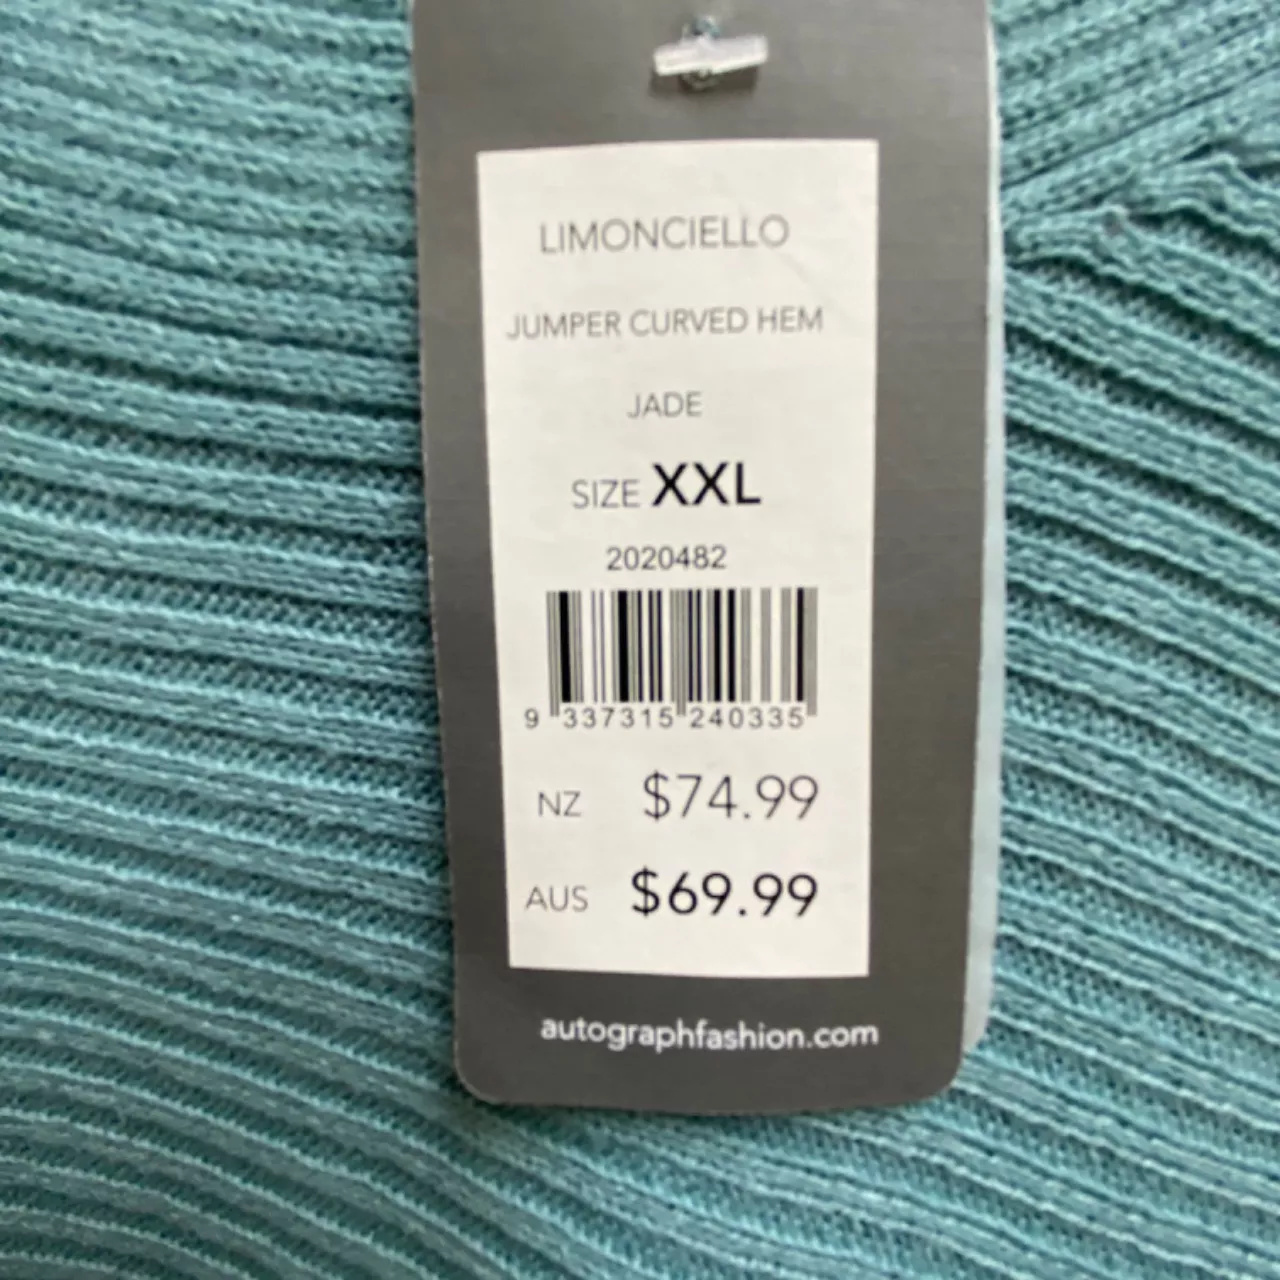 LIMONCIELLO
JUMPER CURVED HEM
JADE
SIZE XXL
2020482
9 337315 240335
NZ $74.99
AUS $69.99
autographfashion.com